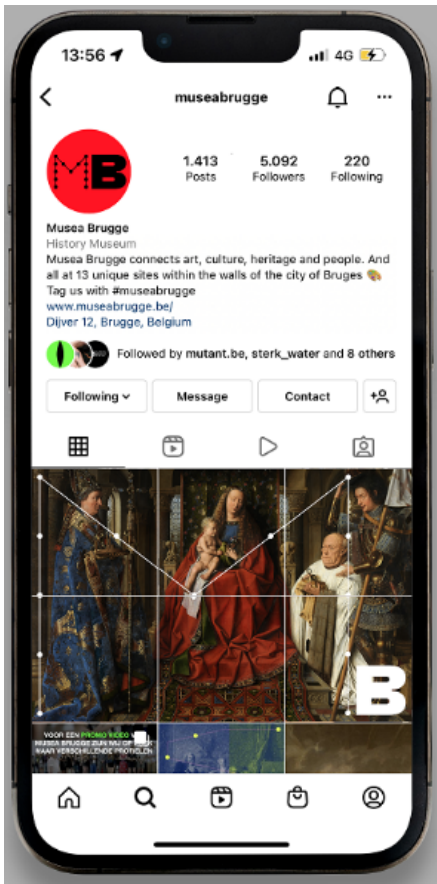 13:56
4G
museabrugge
MB
1.413
Posts
5.092
Followers
220
Following
Musea Brugge
History Museum
Musea Brugge connects art, culture, heritage and people. And
all at 13 unique sites within the walls of the city of Bruges
Tag us with #museabrugge
www.museabrugge.be/
Dijver 12, Brugge, Belgium
Followed by mutant.be, sterk_water and 8 others
Following
Message
Contact
B
VOOR EEN PROMO VIDEO
MUSEA BRUGGE ZIJN WIJ OP
NAAR VERSCHILLENDE PROFIELEN